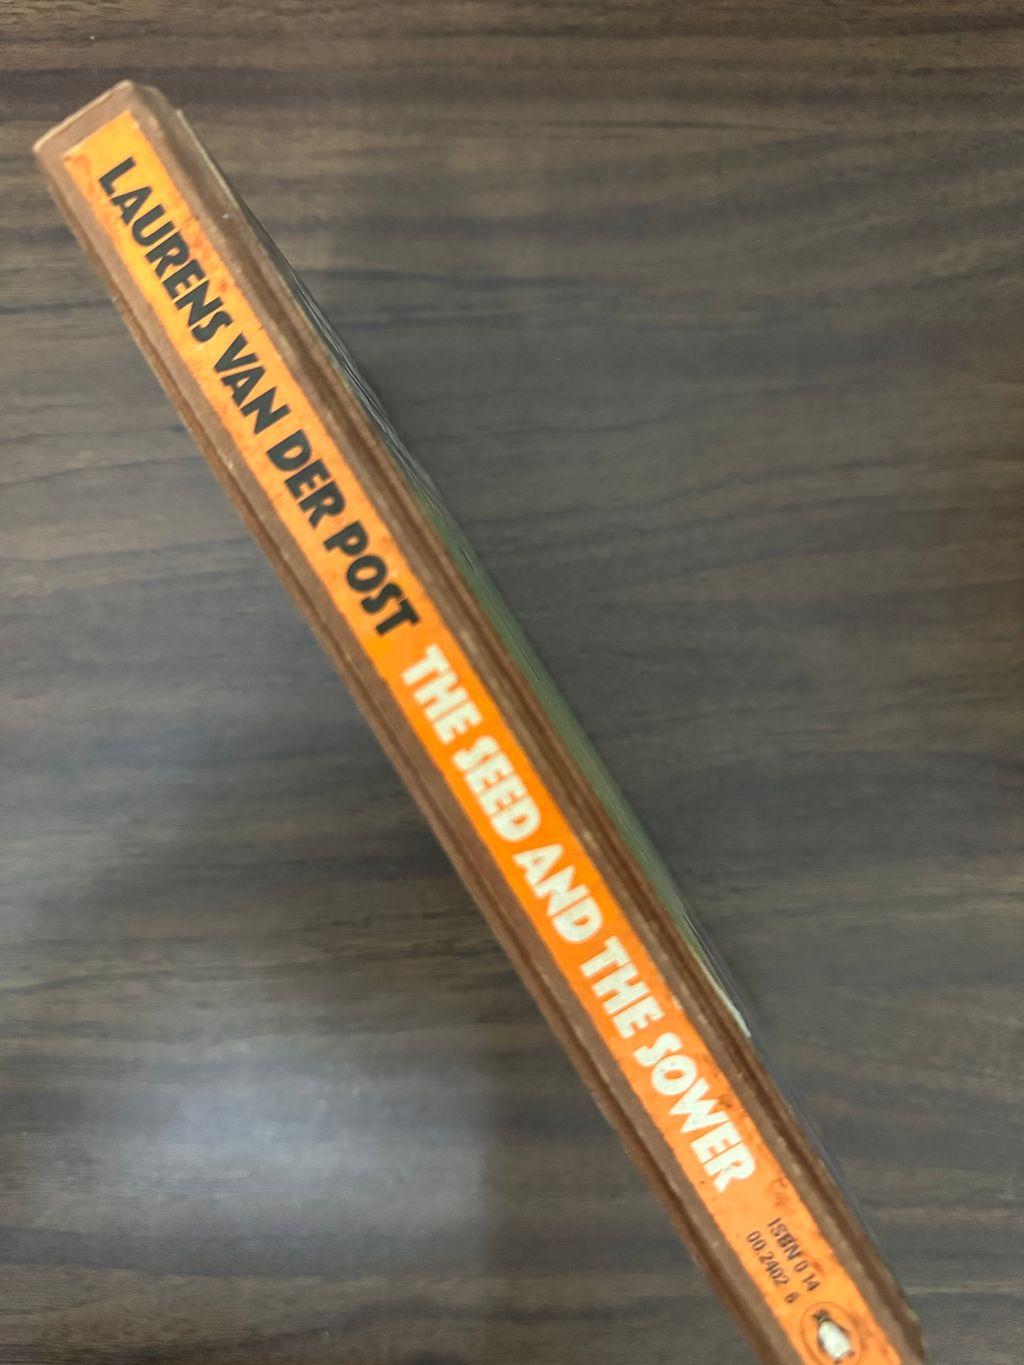 LAURENS VAN DER POST THE SEED AND THE SOWER
ISBN 0 14
00.2402 6